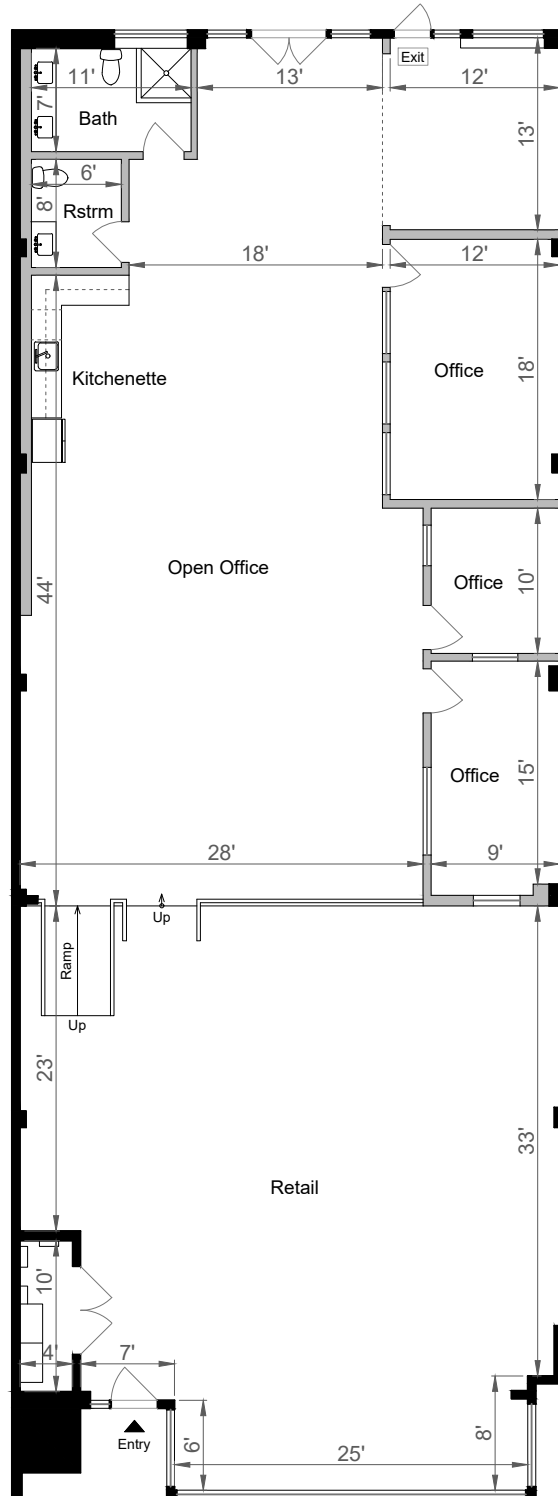 Exit
11'
13'
12'
7'
Bath
13'
6'
8'
Rstrm
18'
12'
Kitchenette
Office
18'
44'
Open Office
Office
10'
Office
15'
28'
9'
Up
Ramp
Up
23'
33'
Retail
10'
4'
7'
Entry
6'
25'
8'